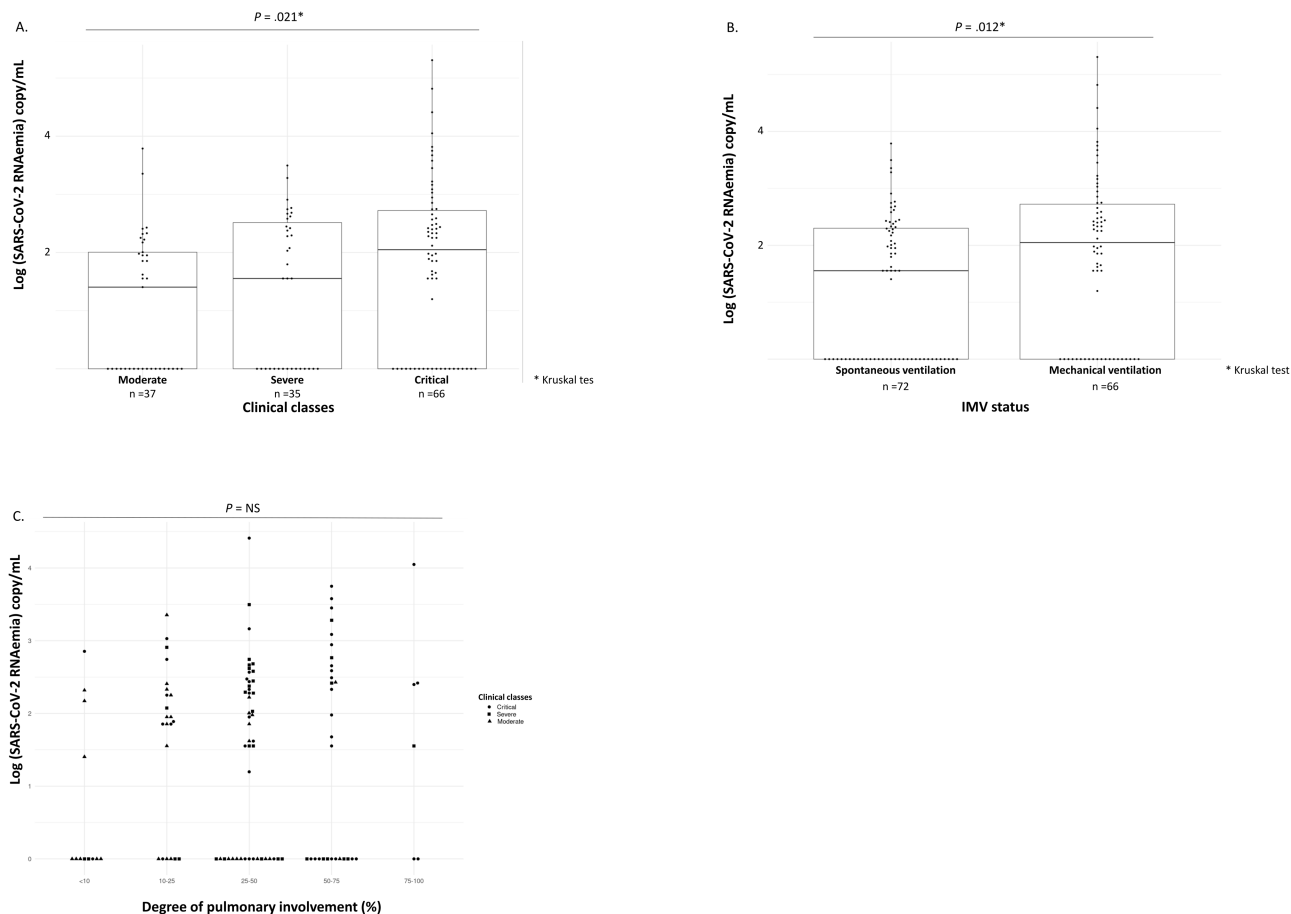 A.
P = .021*
Log (SARS-CoV-2 RNAemia) copy/mL
4
2
Moderate
n =37
Severe
n =35
Critical
n =66
Clinical classes
* Kruskal tes
B.
P = .012*
Log (SARS-CoV-2 RNAemia) copy/mL
4
2
Spontaneous ventilation
n =72
Mechanical ventilation
n =66
IMV status
* Kruskal test
C.
P = NS
Log (SARS-CoV-2 RNAemia) copy/mL
4
3
2
1
0
<10
10-25
25-50
50-75
75-100
Degree of pulmonary involvement (%)
Clinical classes
Critical
Severe
Moderate